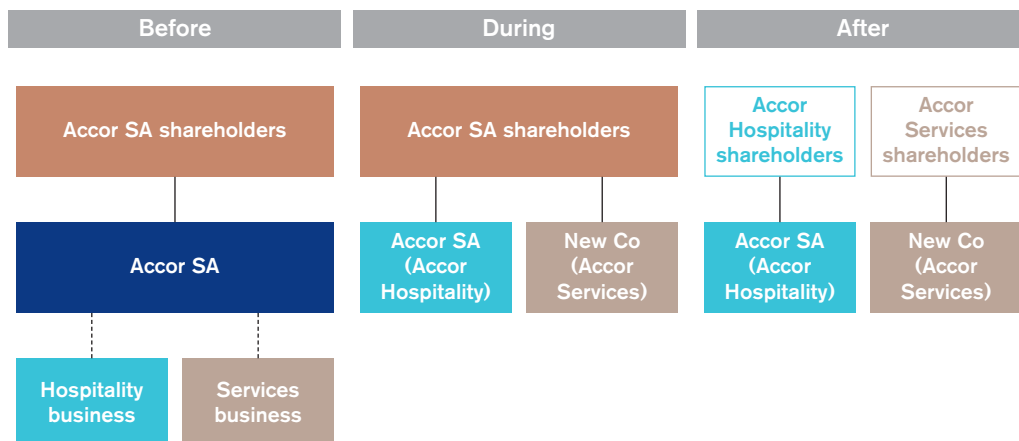 Before
During
After
Accor SA shareholders
Accor SA shareholders
Accor
Hospitality
shareholders
Accor
Services
shareholders
Accor SA
Accor SA
(Accor
Hospitality)
New Co
(Accor
Services)
Accor SA
(Accor
Hospitality)
New Co
(Accor
Services)
Hospitality
business
Services
business